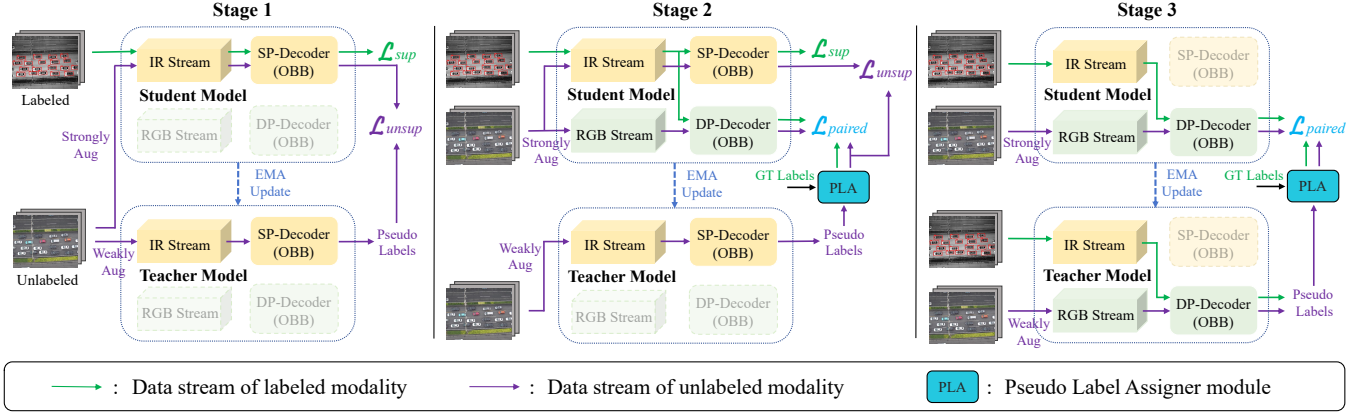 Stage 1
Labeled
IR Stream
SP-Decoder
(OBB)
ℒsup
Student Model
RGB Stream
DP-Decoder
(OBB)
ℒunsup
Strongly
Aug
EMA
Update
Unlabeled
Weakly
Aug
IR Stream
SP-Decoder
(OBB)
Pseudo
Labels
Teacher Model
RGB Stream
DP-Decoder
(OBB)
Stage 2
IR Stream
SP-Decoder
(OBB)
ℒsup
ℒunsup
Student Model
Strongly
Aug
RGB Stream
DP-Decoder
(OBB)
ℒpaired
EMA
Update
GT Labels
PLA
Weakly
Aug
IR Stream
SP-Decoder
(OBB)
Pseudo
Labels
Teacher Model
RGB Stream
DP-Decoder
(OBB)
Stage 3
IR Stream
SP-Decoder
(OBB)
Student Model
Strongly
Aug
RGB Stream
DP-Decoder
(OBB)
ℒpaired
EMA
Update
GT Labels
PLA
IR Stream
SP-Decoder
(OBB)
Teacher Model
Weakly
Aug
RGB Stream
DP-Decoder
(OBB)
Pseudo
Labels
: Data stream of labeled modality
: Data stream of unlabeled modality
PLA : Pseudo Label Assigner module